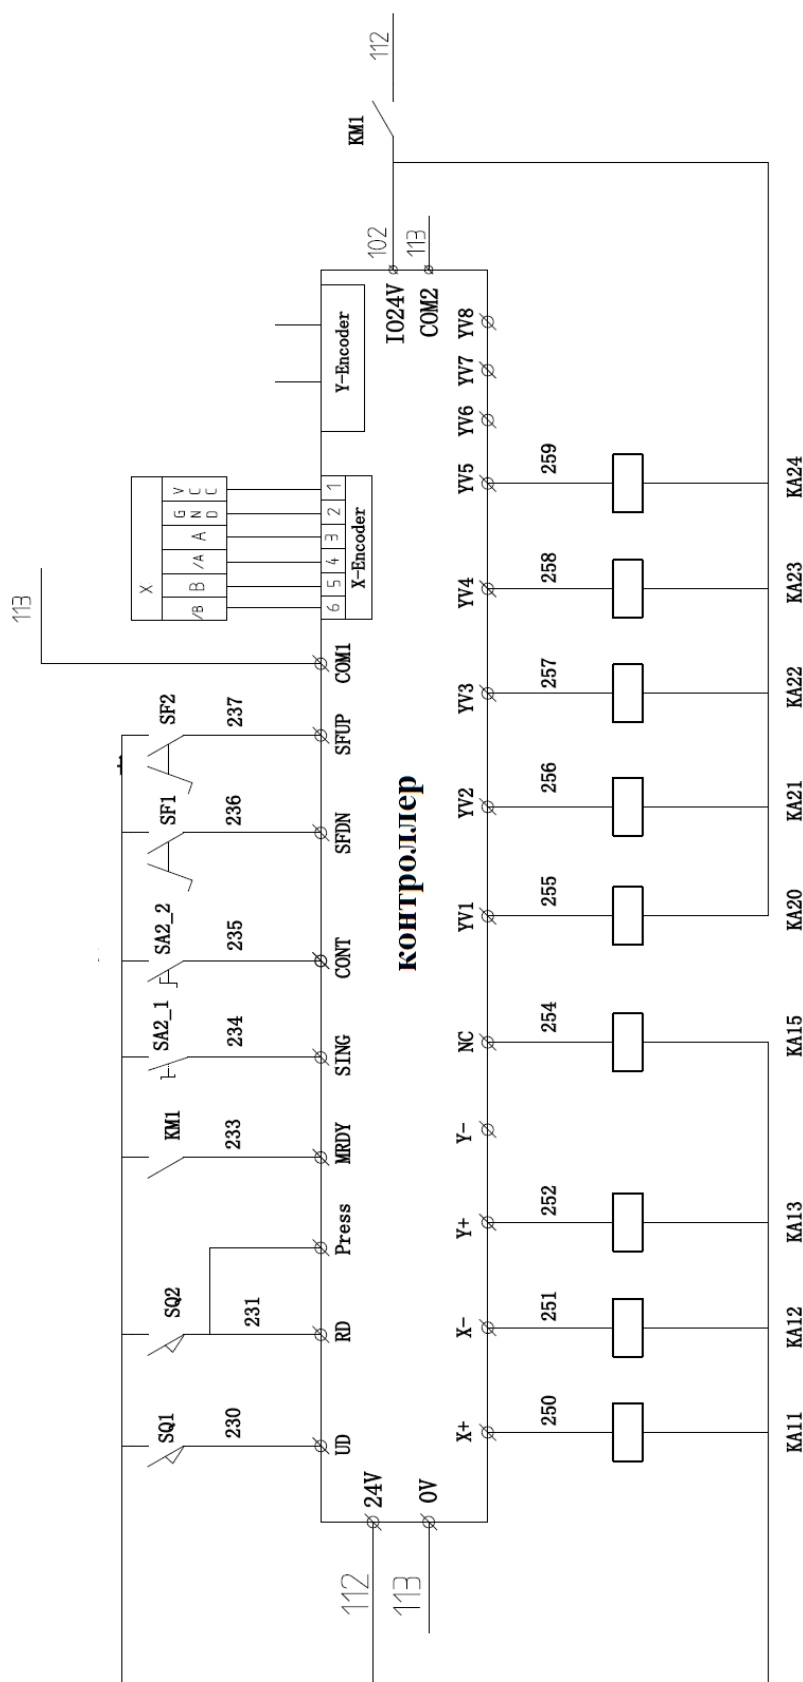 113
X
/B B /A A GND VCC
SQ1 SQ2 KM1 SA2_1 SA2_2 SF1 SF2
230 231 233 234 235 236 237
6 5 4 3 2 1
X-Encoder Y-Encoder
UD RD Press MRDY SING CONT SFDN SFUP COM1
KM1
112 24V IO24V 102 112
113 0V COM2 113
контроллер
X+ X- Y+ Y- NC YV1 YV2 YV3 YV4 YV5 YV6 YV7 YV8
250 251 252 254 255 256 257 258 259
KA11 KA12 KA13 KA15 KA20 KA21 KA22 KA23 KA24